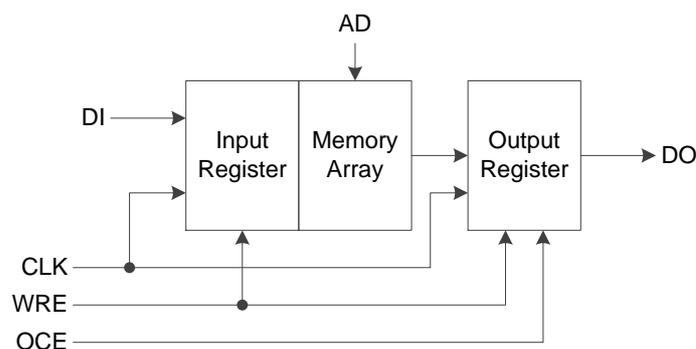 AD
DI
Input
Register
Memory
Array
Output
Register
DO
CLK
WRE
OCE